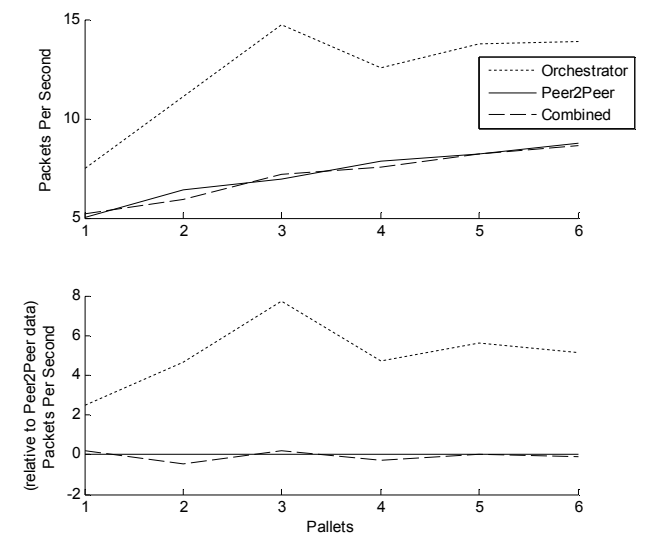 15
10
5
Packets Per Second
Orchestrator
Peer2Peer
Combined
1 2 3 4 5 6
8
6
4
2
0
-2
(relative to Peer2Peer data)
Packets Per Second
1 2 3 4 5 6
Pallets